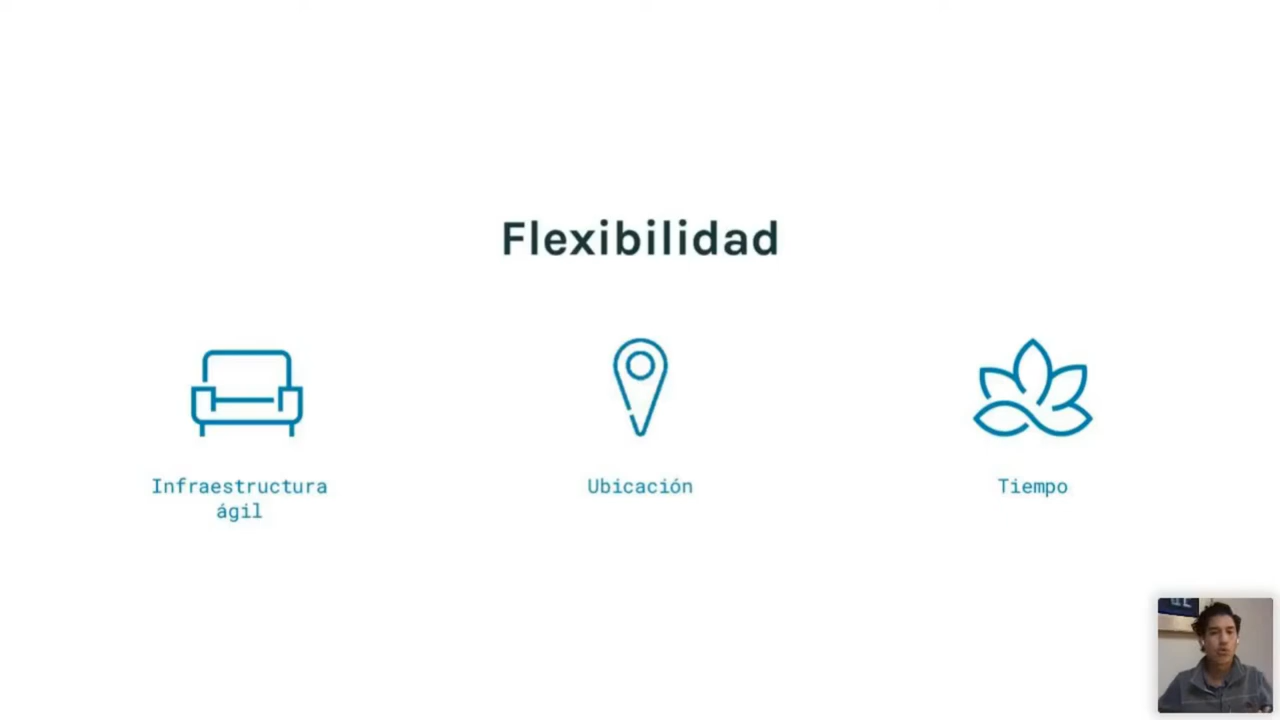 Flexibilidad
Infraestructura
ágil
Ubicación
Tiempo